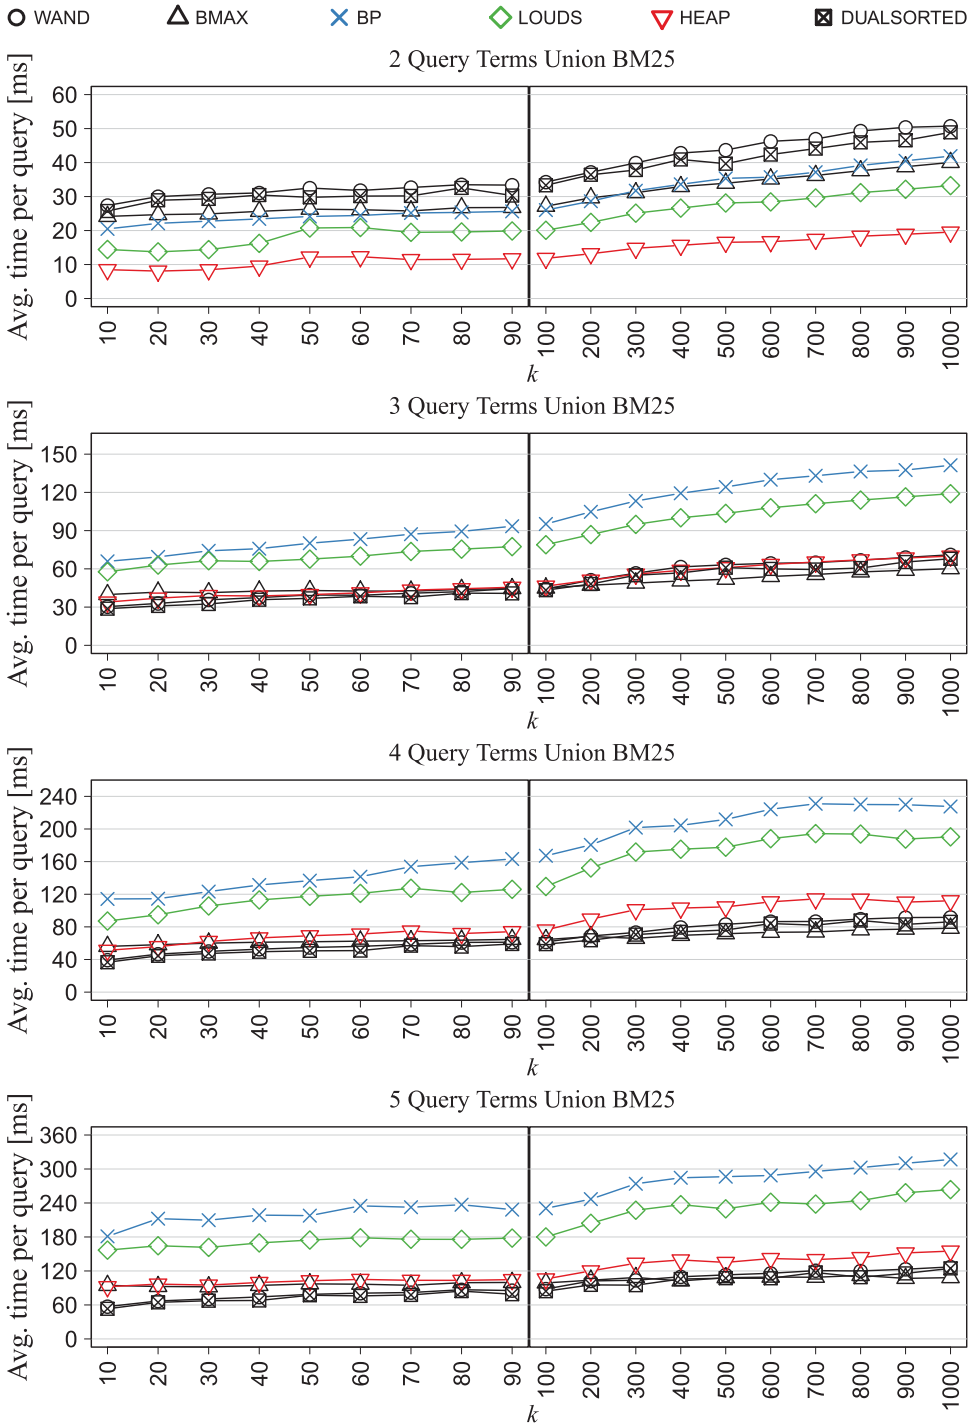 WAND BMAX BP LOUDS HEAP DUALSORTED
2 Query Terms Union BM25
Avg. time per query [ms]
60
50
40
30
20
10
0
10 20 30 40 50 60 70 80 90 100 200 300 400 500 600 700 800 900 1000
k
3 Query Terms Union BM25
Avg. time per query [ms]
150
120
90
60
30
0
10 20 30 40 50 60 70 80 90 100 200 300 400 500 600 700 800 900 1000
k
4 Query Terms Union BM25
Avg. time per query [ms]
240
200
160
120
80
40
0
10 20 30 40 50 60 70 80 90 100 200 300 400 500 600 700 800 900 1000
k
5 Query Terms Union BM25
Avg. time per query [ms]
360
300
240
180
120
60
0
10 20 30 40 50 60 70 80 90 100 200 300 400 500 600 700 800 900 1000
k